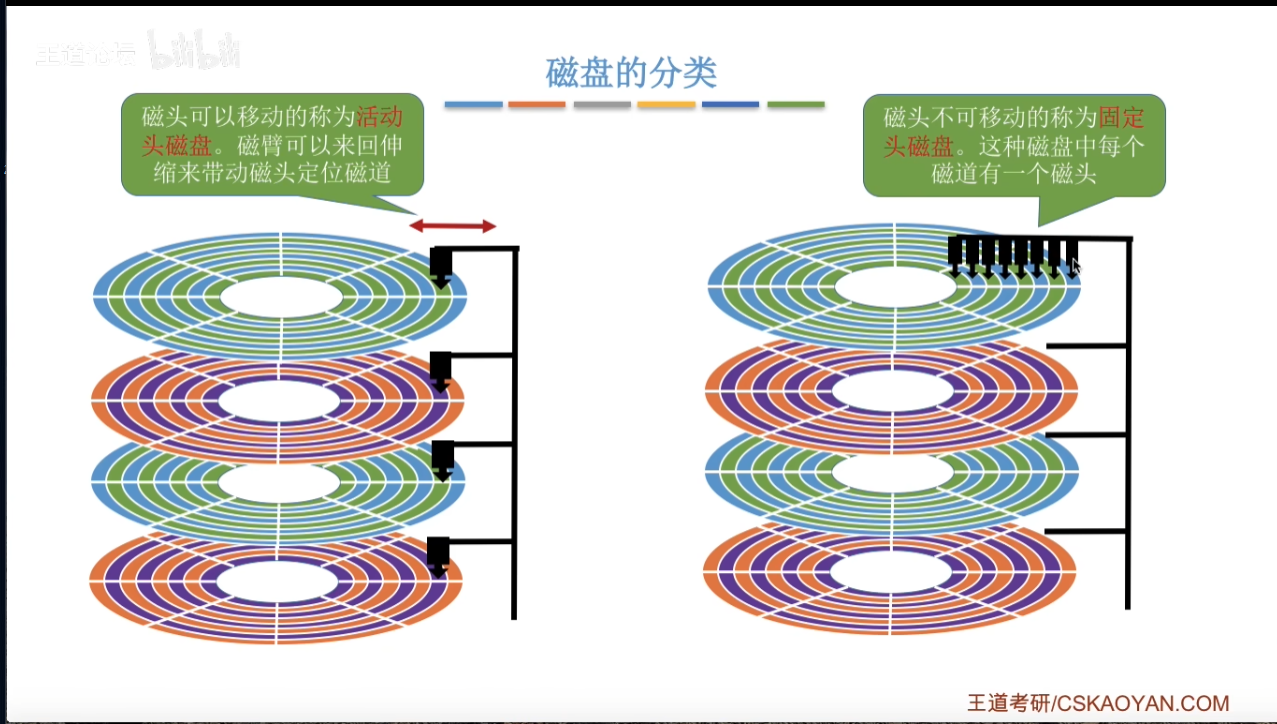 王道论坛 bilibili
磁盘的分类
磁头可以移动的称为活动
头磁盘。磁臂可以来回伸
缩来带动磁头定位磁道
磁头不可移动的称为固定
头磁盘。这种磁盘中每个
磁道有一个磁头
王道考研/CSKAOYAN.COM